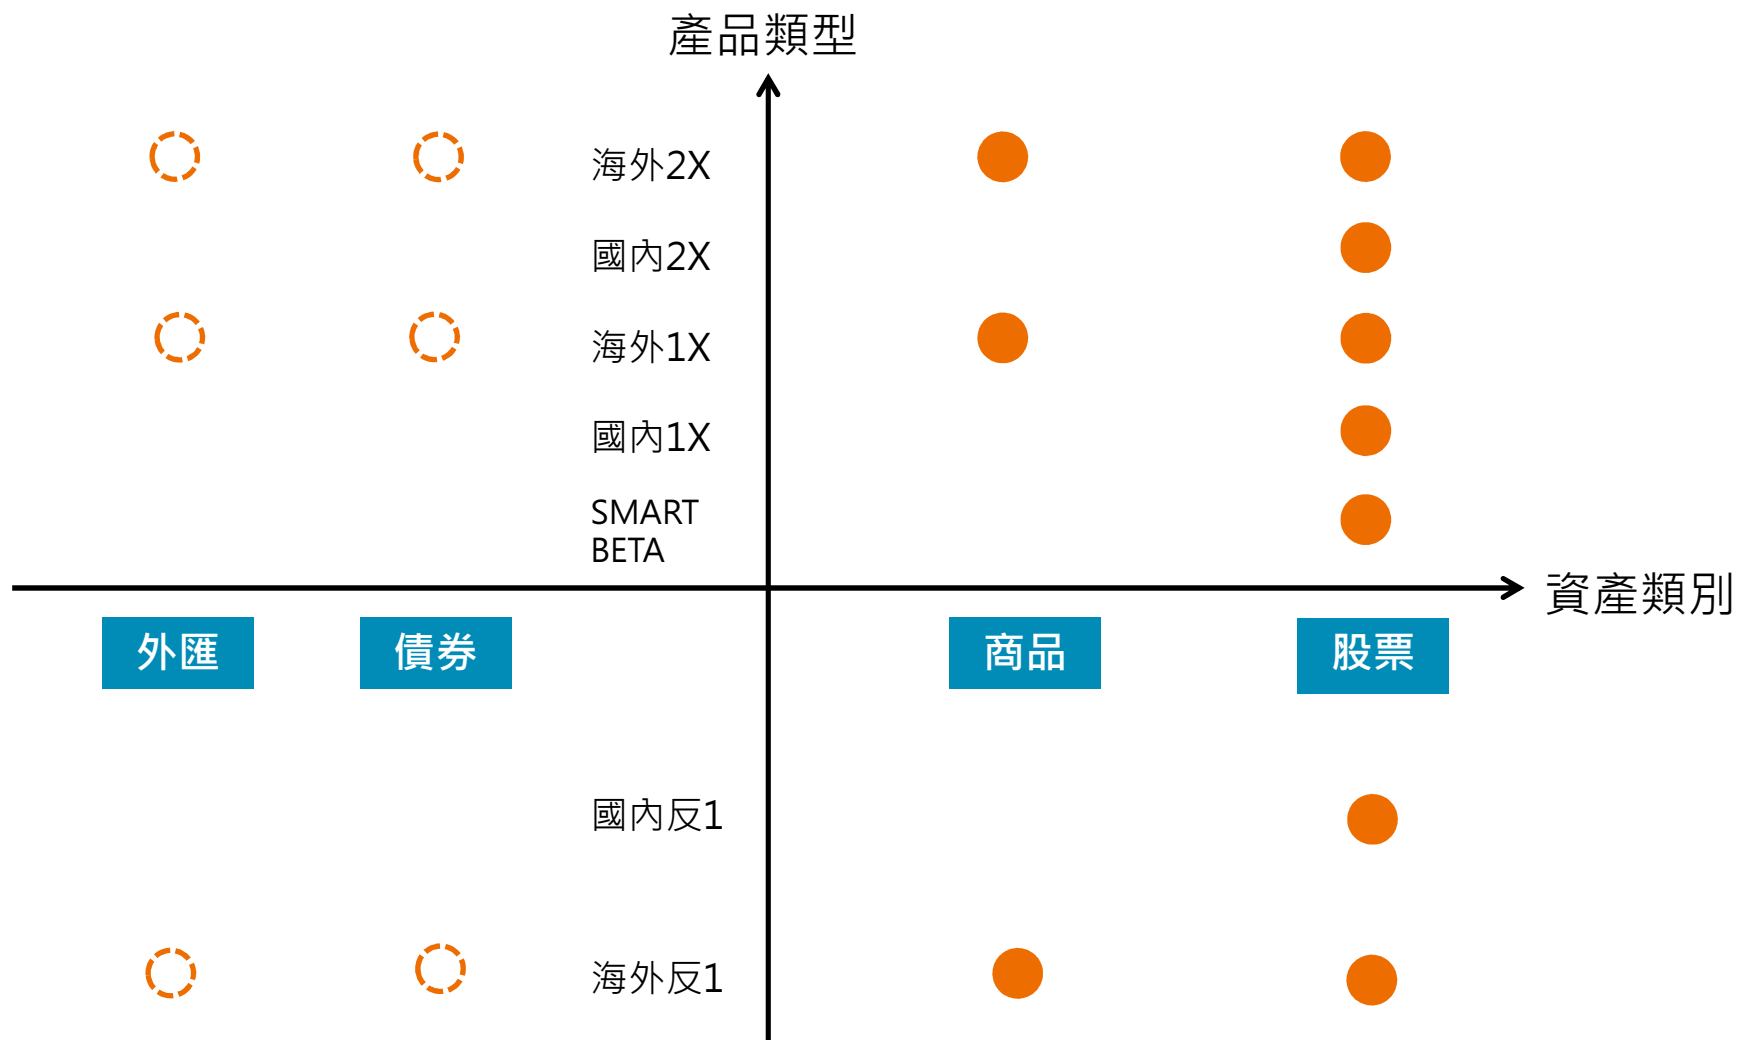 產品類型
海外2X
國內2X
海外1X
國內1X
SMART
BETA
資產類別
外匯
債券
商品
股票
國內反1
海外反1